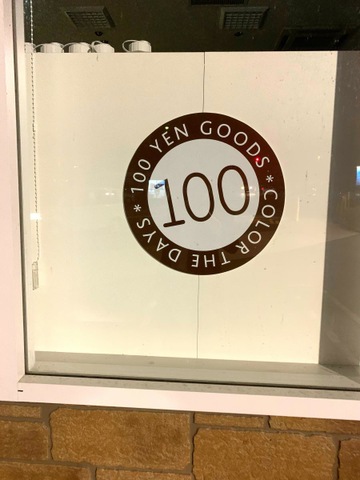 100 YEN GOODS * COLOR THE DAYS *
100